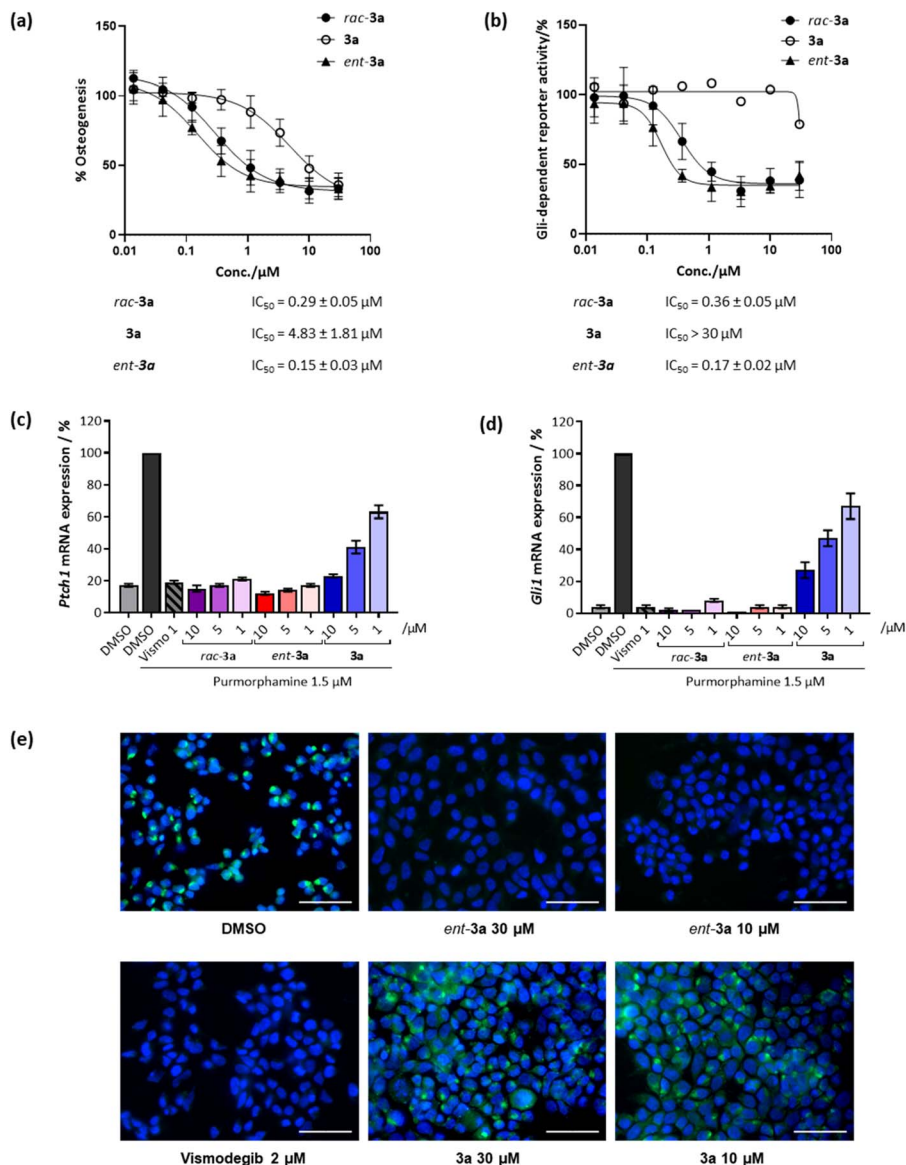 (a)
rac-3a
3a
ent-3a
% Osteogenesis
150
100
50
0
0.01 0.1 1 10 100
Conc./µM
rac-3a IC50 = 0.29 ± 0.05 µM
3a IC50 = 4.83 ± 1.81 µM
ent-3a IC50 = 0.15 ± 0.03 µM
(b)
rac-3a
3a
ent-3a
Gli-dependent reporter activity/%
150
100
50
0
0.01 0.1 1 10 100
Conc./µM
rac-3a IC50 = 0.36 ± 0.05 µM
3a IC50 > 30 µM
ent-3a IC50 = 0.17 ± 0.02 µM
(c)
Ptch1 mRNA expression / %
120
100
80
60
40
20
0
DMSO DMSO Vismo 1 10 5 1 10 5 1 10 5 1 /µM
rac-3a ent-3a 3a
Purmorphamine 1.5 µM
(d)
Gli1 mRNA expression / %
120
100
80
60
40
20
0
DMSO DMSO Vismo 1 10 5 1 10 5 1 10 5 1 /µM
rac-3a ent-3a 3a
Purmorphamine 1.5 µM
(e)
DMSO ent-3a 30 µM ent-3a 10 µM
Vismodegib 2 µM 3a 30 µM 3a 10 µM